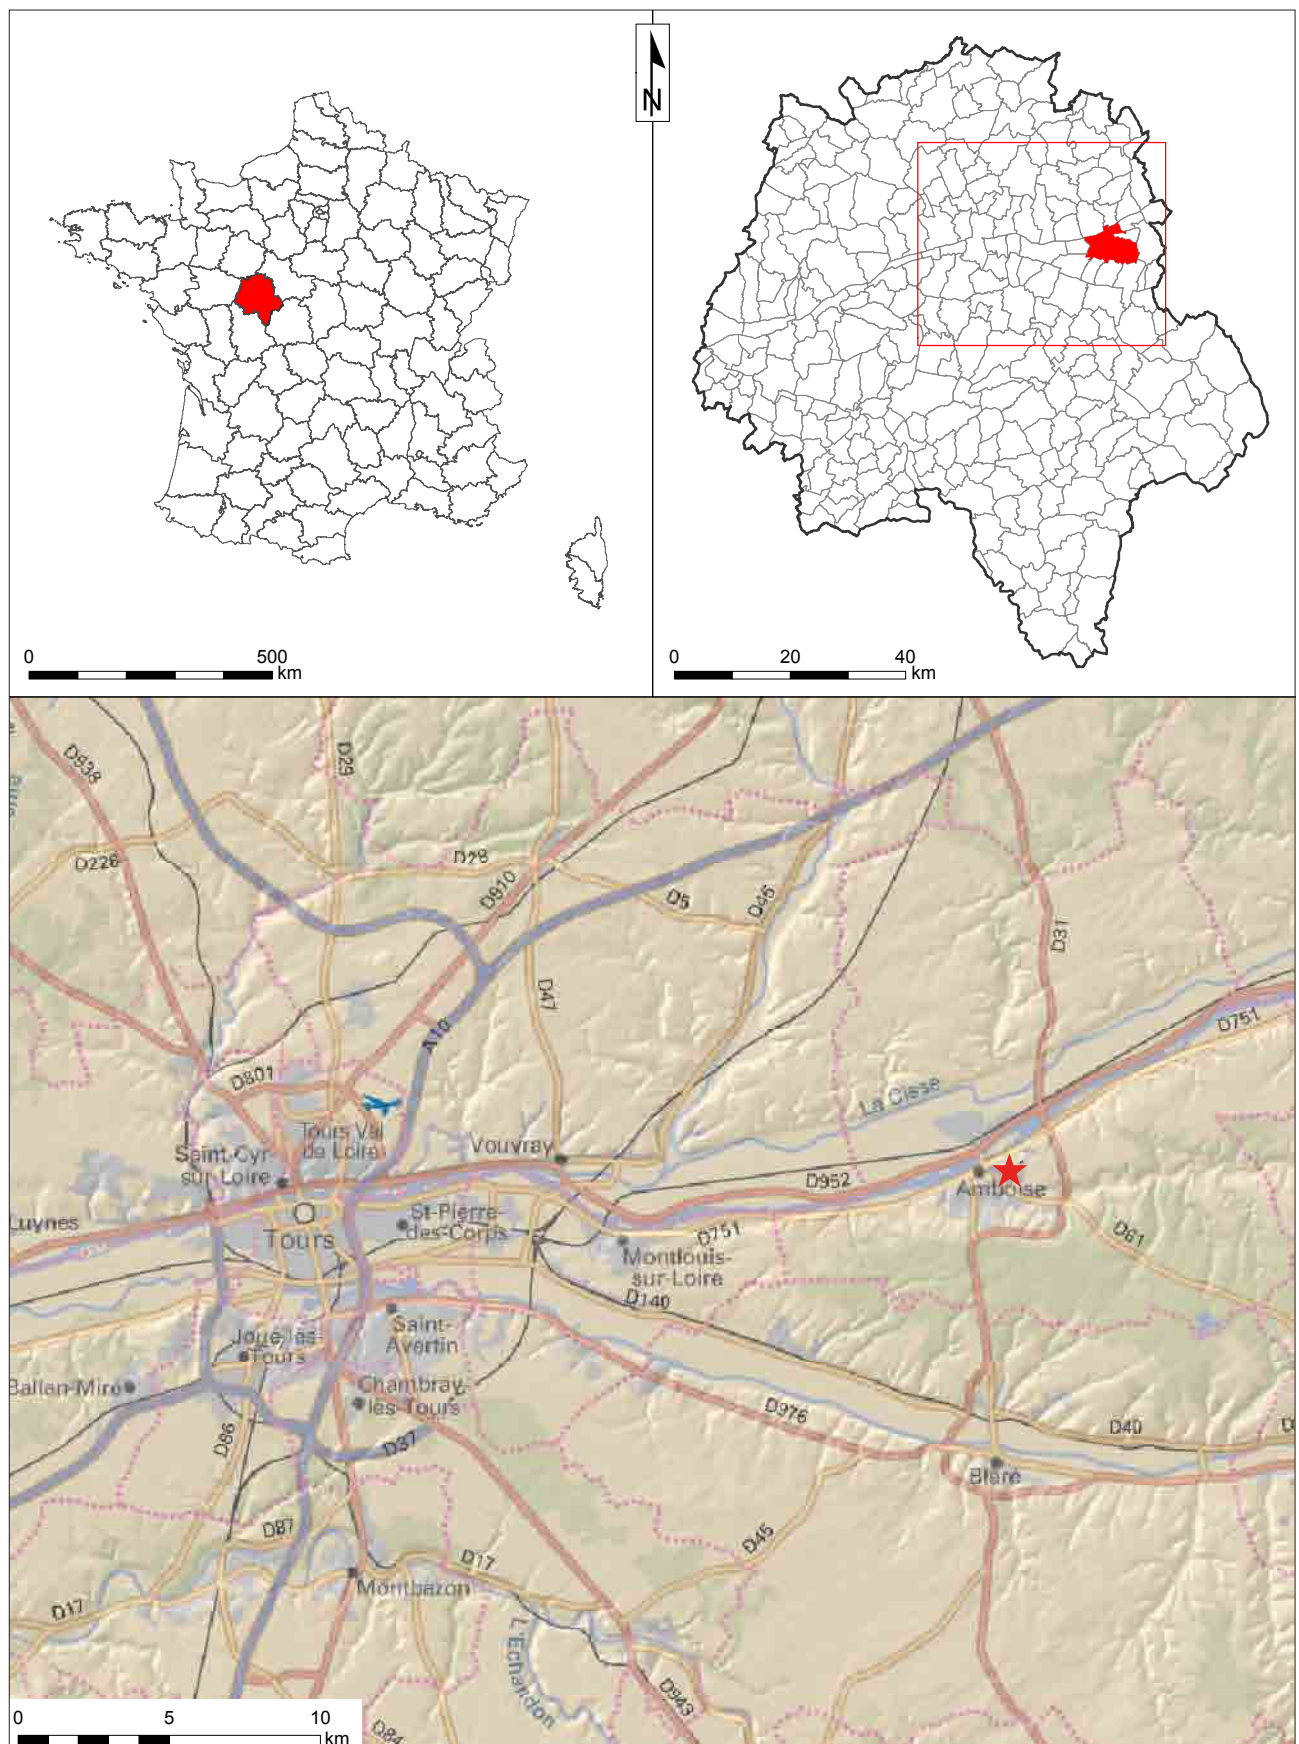 N
0 500
km
0 20 40
km
D938
D29
D228
D28
D910
D5
D46
D31
D47
A10
D751
D801
La Cisse
Tours Val
de Loire
Saint-Cyr-
sur-Loire
Vouvray
D952
Amboise
Luynes
St-Pierre-
des-Corps
Tours
D751
D61
Montlouis-
sur-Loire
D140
Saint-
Avertin
Joué-lès-
Tours
Ballan-Miré
Chambray-
lès-Tours
D976
D40
D86
D37
Bléré
D87
D45
D17
Montbazon
D17
L'Echandon
D943
D84
0 5 10
km